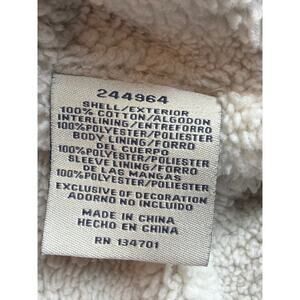 244964
SHELL/EXTERIOR
100% COTTON/ALGODON
INTERLINING/ENTREFORRO
100%POLYESTER/POLIESTER
BODY LINING/FORRO
DEL CUERPO
100%POLYESTER/POLIESTER
SLEEVE LINING/FORRO
DE LAS MANGAS
100%POLYESTER/POLIESTER
EXCLUSIVE OF DECORATION
ADORNO NO INCLUIDO
MADE IN CHINA
HECHO EN CHINA
RN 134701